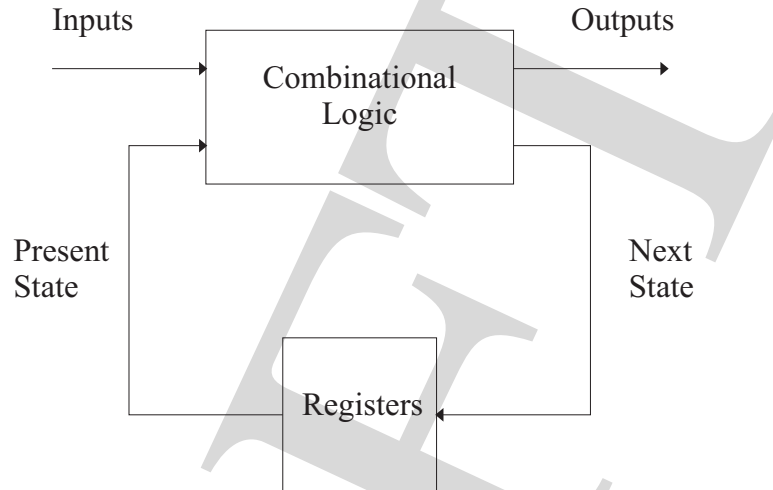 Inputs
Outputs
Combinational
Logic
Present
State
Next
State
Registers